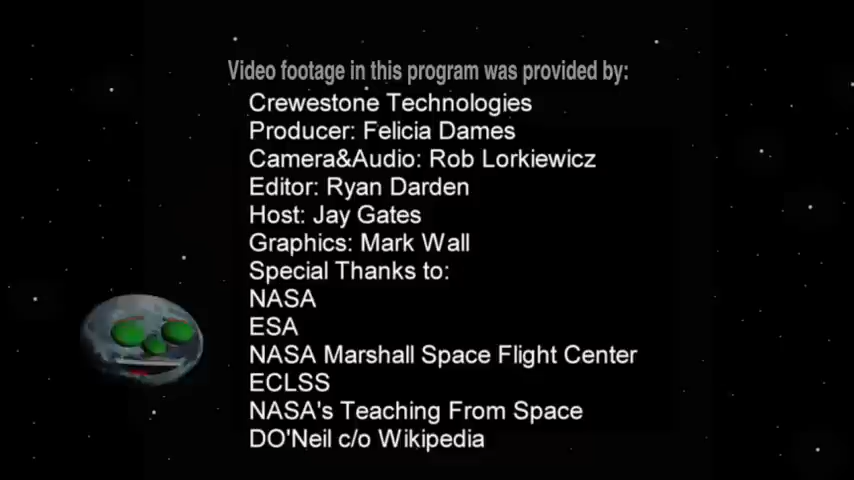 Video footage in this program was provided by:
Crewestone Technologies
Producer: Felicia Dames
Camera&Audio: Rob Lorkiewicz
Editor: Ryan Darden
Host: Jay Gates
Graphics: Mark Wall
Special Thanks to:
NASA
ESA
NASA Marshall Space Flight Center
ECLSS
NASA's Teaching From Space
DO'Neil c/o Wikipedia